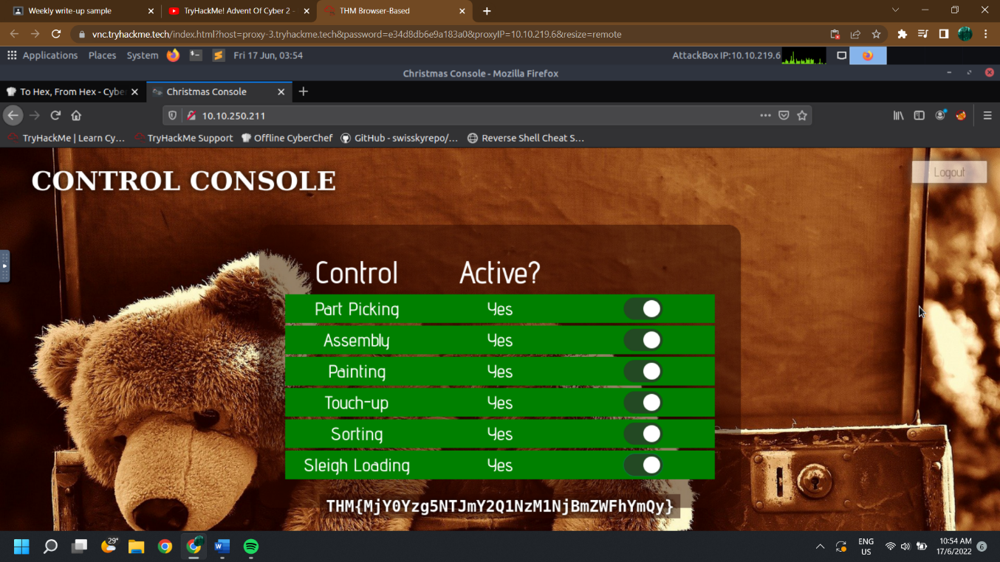 Weekly write-up sample
TryHackMe! Advent Of Cyber 2 -
THM Browser-Based
vnc.tryhackme.tech/index.html?host=proxy-3.tryhackme.tech&password=e34d8db6e9a183a0&proxyIP=10.10.219.6&resize=remote
Applications Places System Fri 17 Jun, 03:54 AttackBox IP:10.10.219.6
Christmas Console - Mozilla Firefox
To Hex, From Hex - Cybe
Christmas Console
10.10.250.211
TryHackMe | Learn Cy... TryHackMe Support Offline CyberChef GitHub - swisskyrepo/... Reverse Shell Cheat S...
CONTROL CONSOLE
Logout
Control Active?
Part Picking Yes
Assembly Yes
Painting Yes
Touch-up Yes
Sorting Yes
Sleigh Loading Yes
THM{MjY0Yzg5NTJmY2Q1NzM1NjBmZWFhYmQy}
29°
ENG
US
10:54 AM
17/6/2022
6